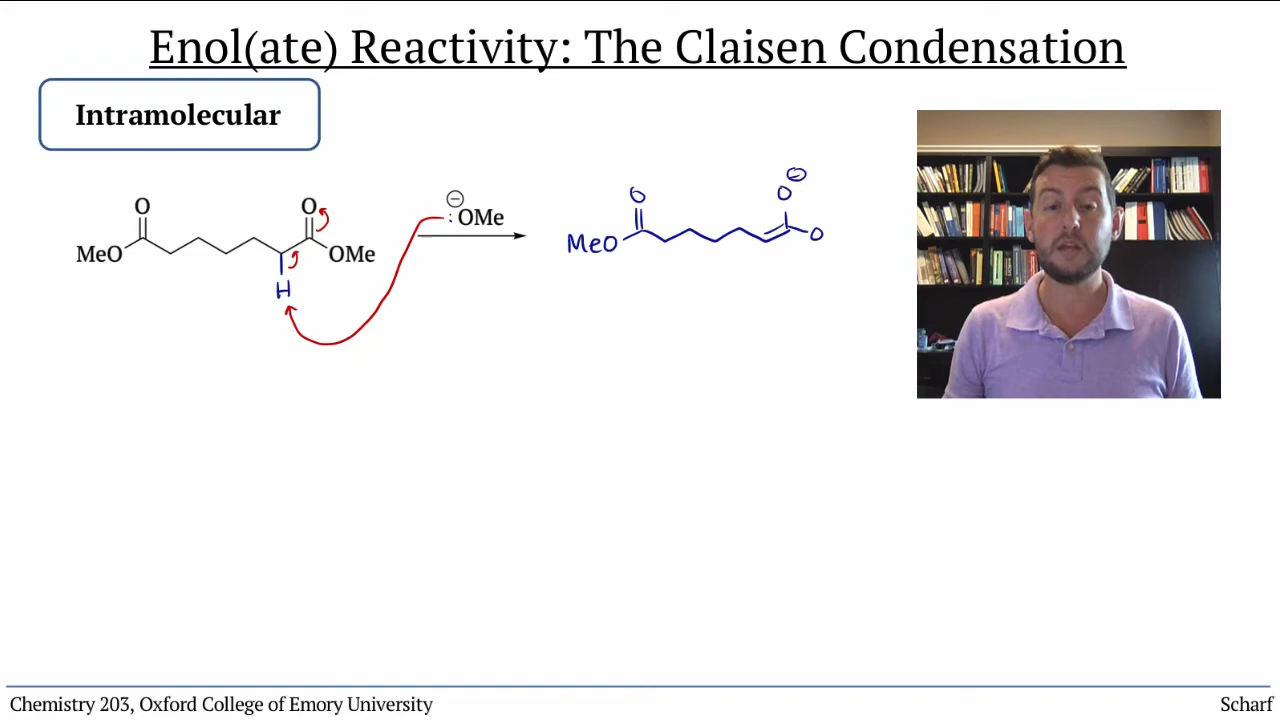 Enol(ate) Reactivity: The Claisen Condensation
Intramolecular
O
O
MeO
OMe
H
⊖
:OMe
O
O
⊖
MeO
O
Chemistry 203, Oxford College of Emory University
Scharf